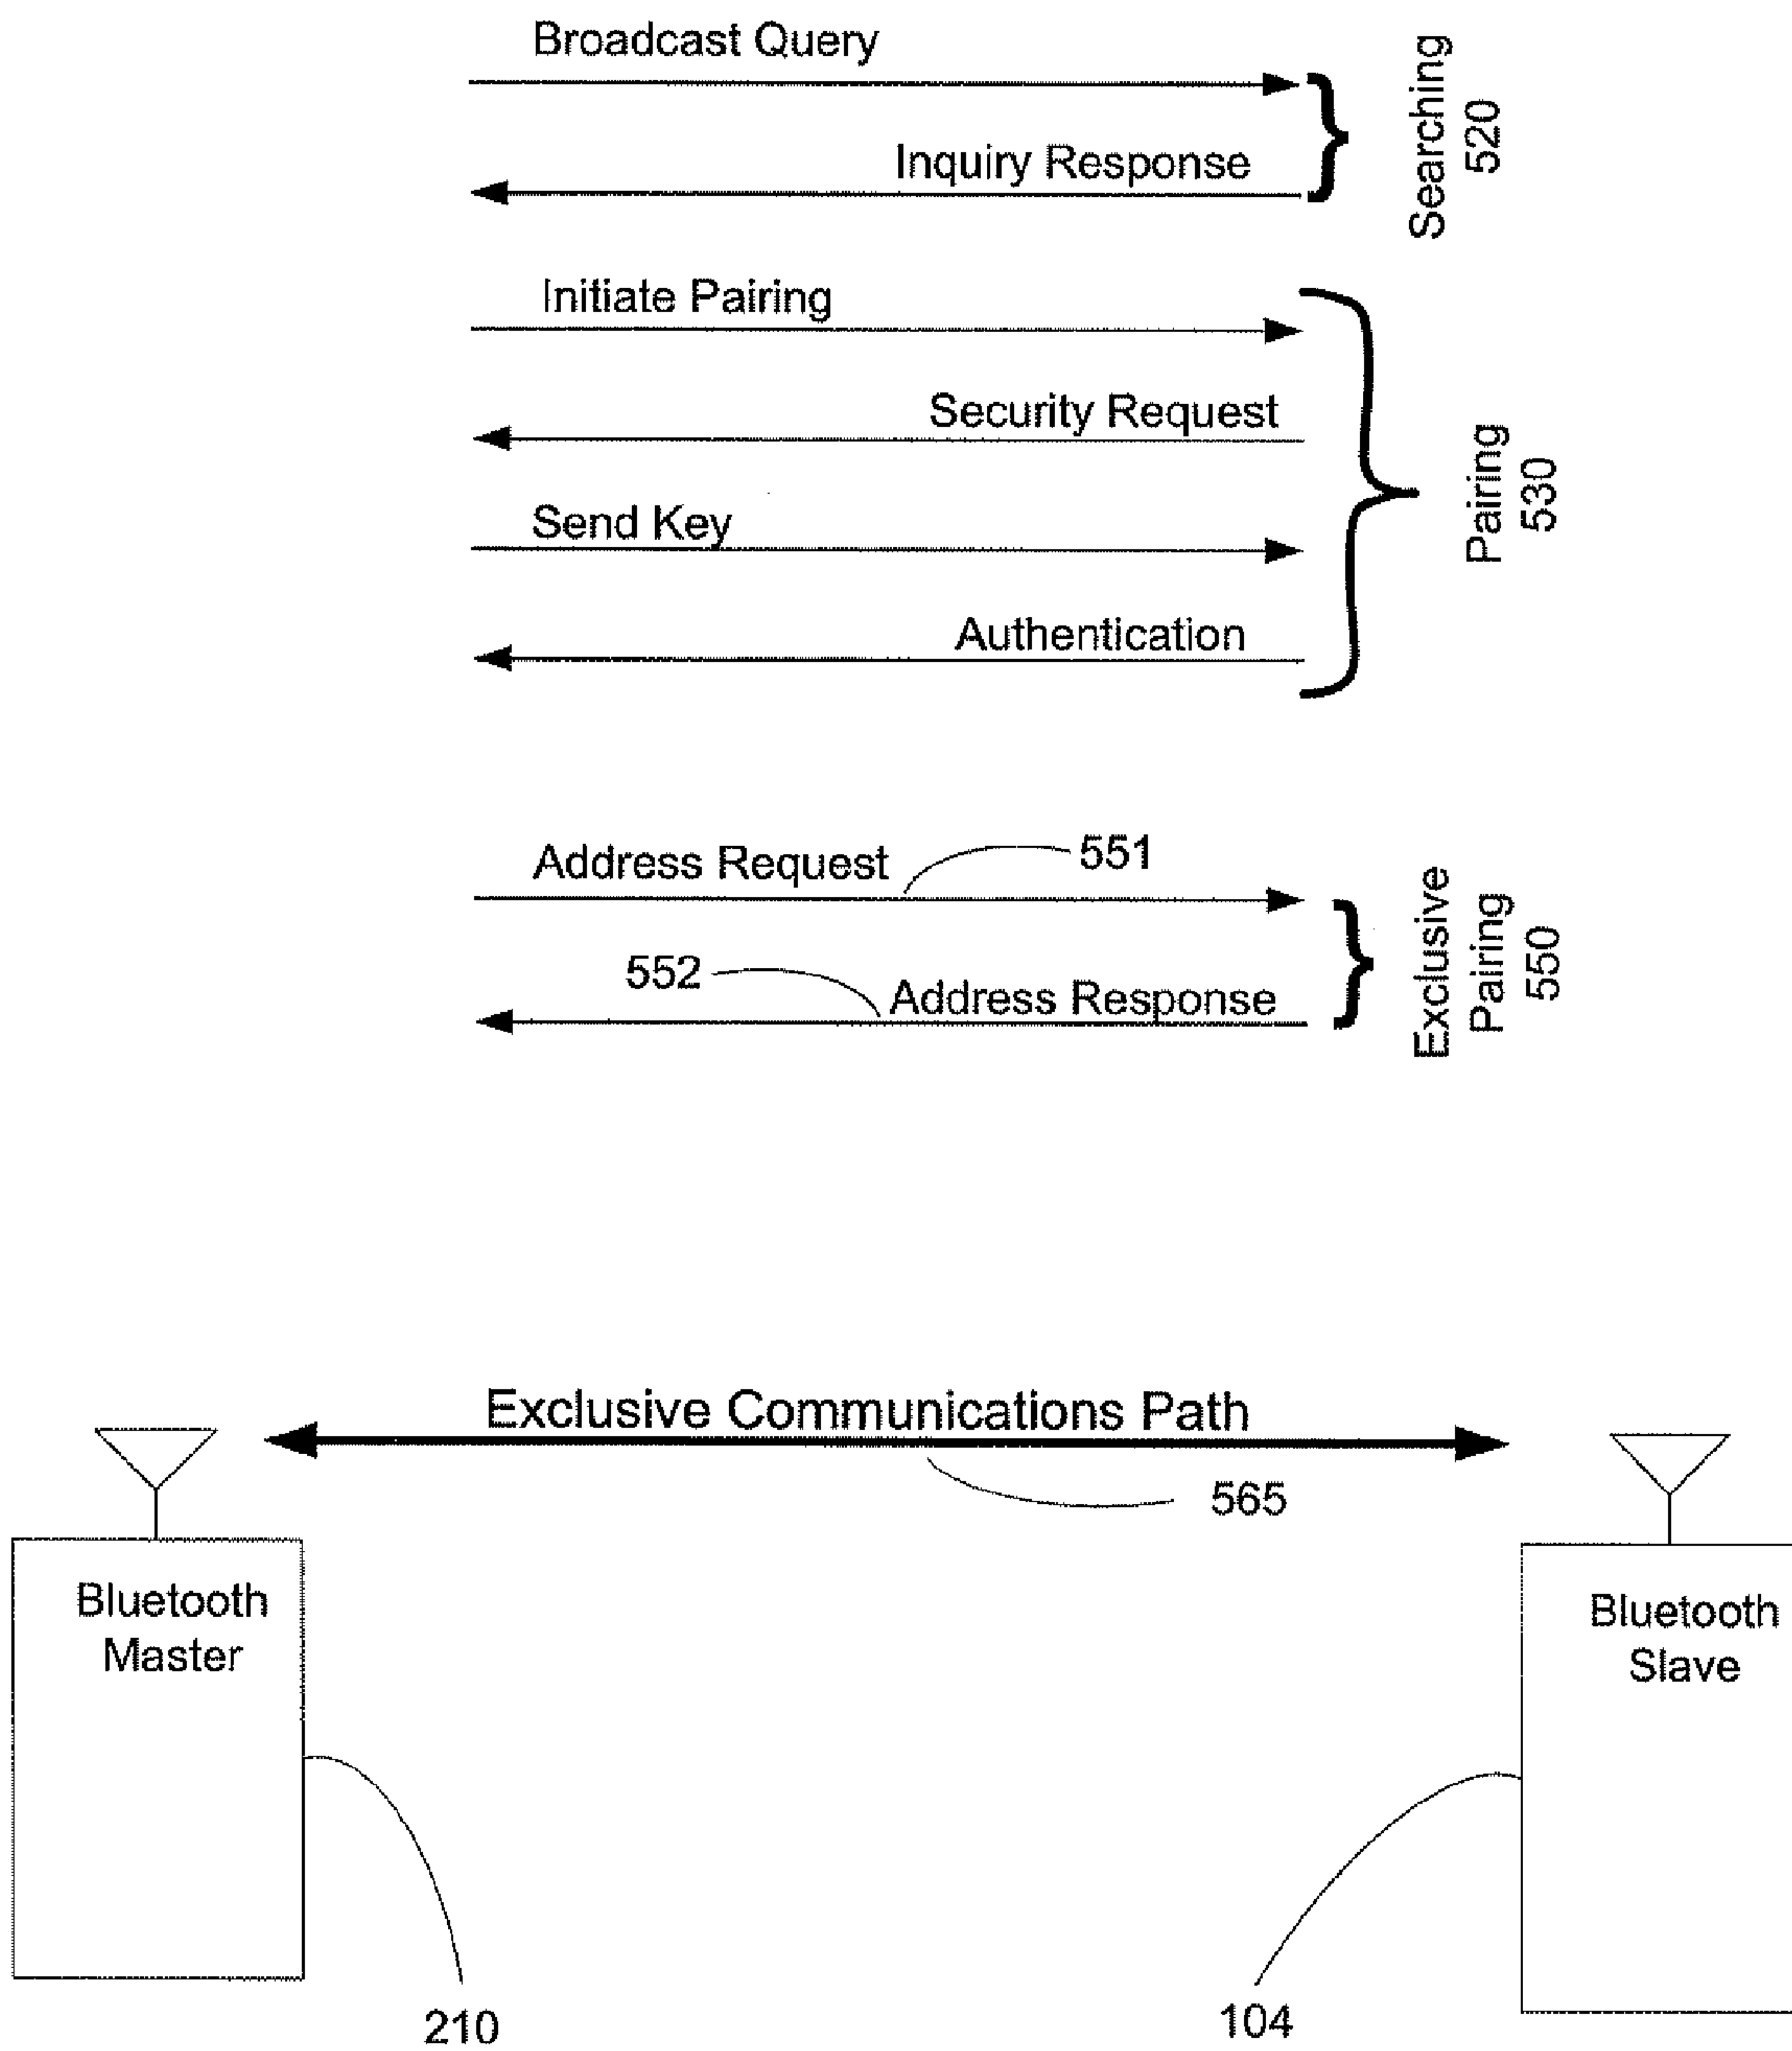 Broadcast Query
Inquiry Response
Searching
520
Initiate Pairing
Security Request
Send Key
Authentication
Pairing
530
Address Request
551
552
Address Response
Exclusive
Pairing
550
Exclusive Communications Path
565
Bluetooth
Master
Bluetooth
Slave
210
104